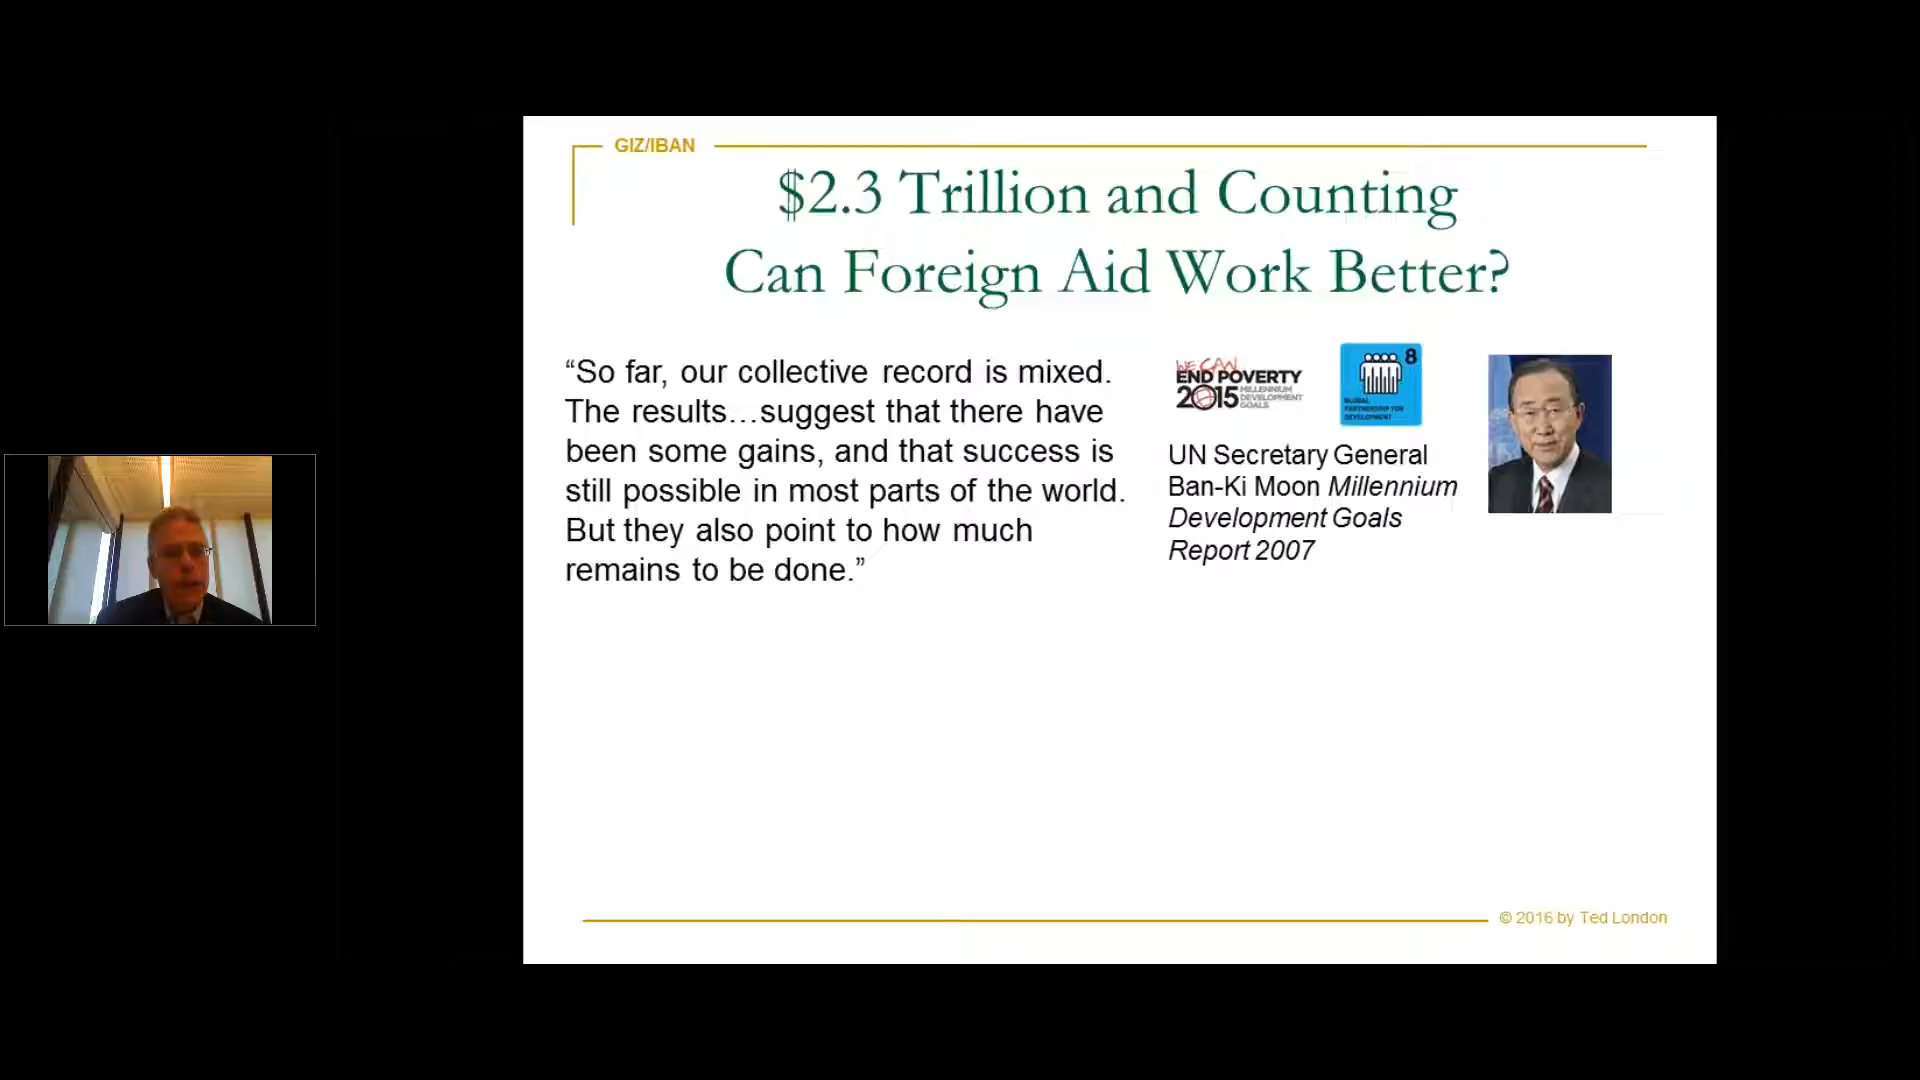 GIZ/IBAN
$2.3 Trillion and Counting
Can Foreign Aid Work Better?
“So far, our collective record is mixed.
The results…suggest that there have
been some gains, and that success is
still possible in most parts of the world.
But they also point to how much
remains to be done.”
WE CAN
END POVERTY
2015 MILLENNIUM
DEVELOPMENT
GOALS
8
GLOBAL
PARTNERSHIP FOR
DEVELOPMENT
UN Secretary General
Ban-Ki Moon Millennium
Development Goals
Report 2007
© 2016 by Ted London